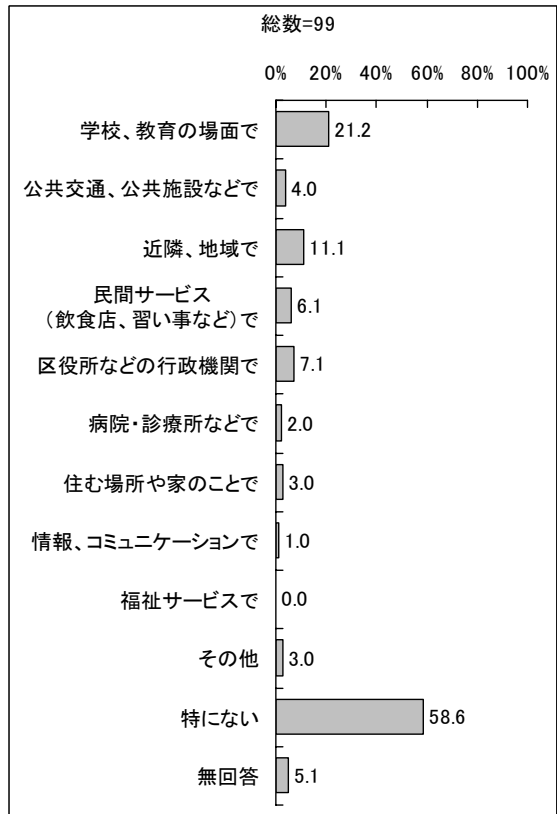 総数=99
0% 20% 40% 60% 80% 100%
学校、教育の場面で 21.2
公共交通、公共施設などで 4.0
近隣、地域で 11.1
民間サービス
(飲食店、習い事など)で 6.1
区役所などの行政機関で 7.1
病院・診療所などで 2.0
住む場所や家のことで 3.0
情報、コミュニケーションで 1.0
福祉サービスで 0.0
その他 3.0
特にない 58.6
無回答 5.1